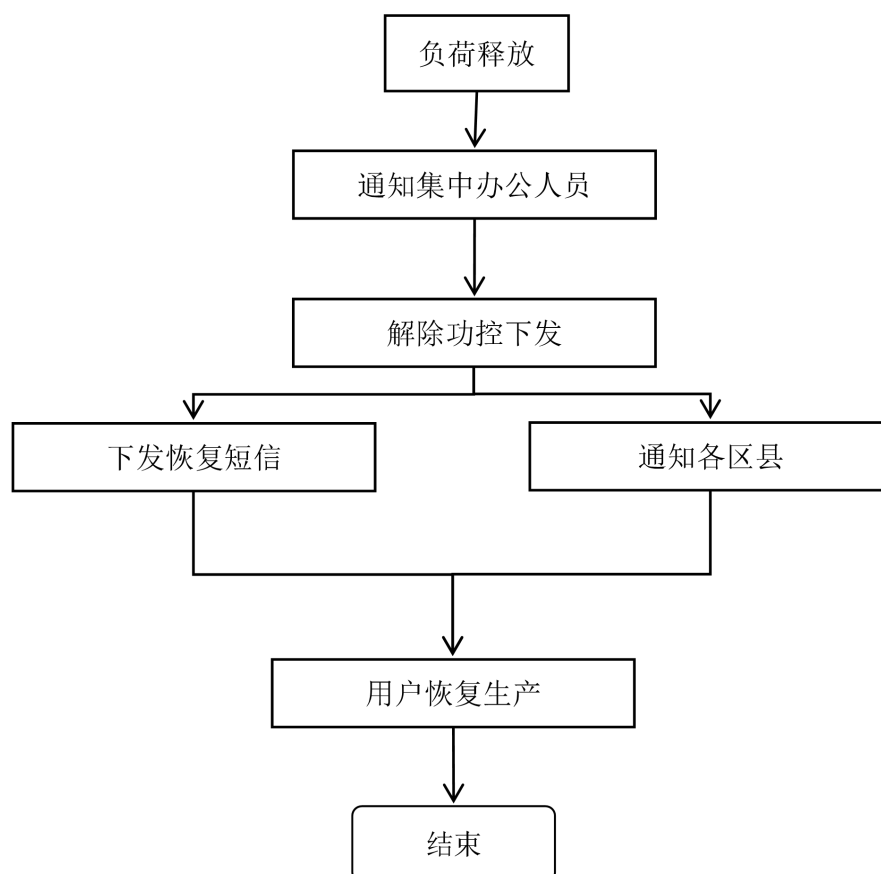 负荷释放
通知集中办公人员
解除功控下发
下发恢复短信
通知各区县
用户恢复生产
结束